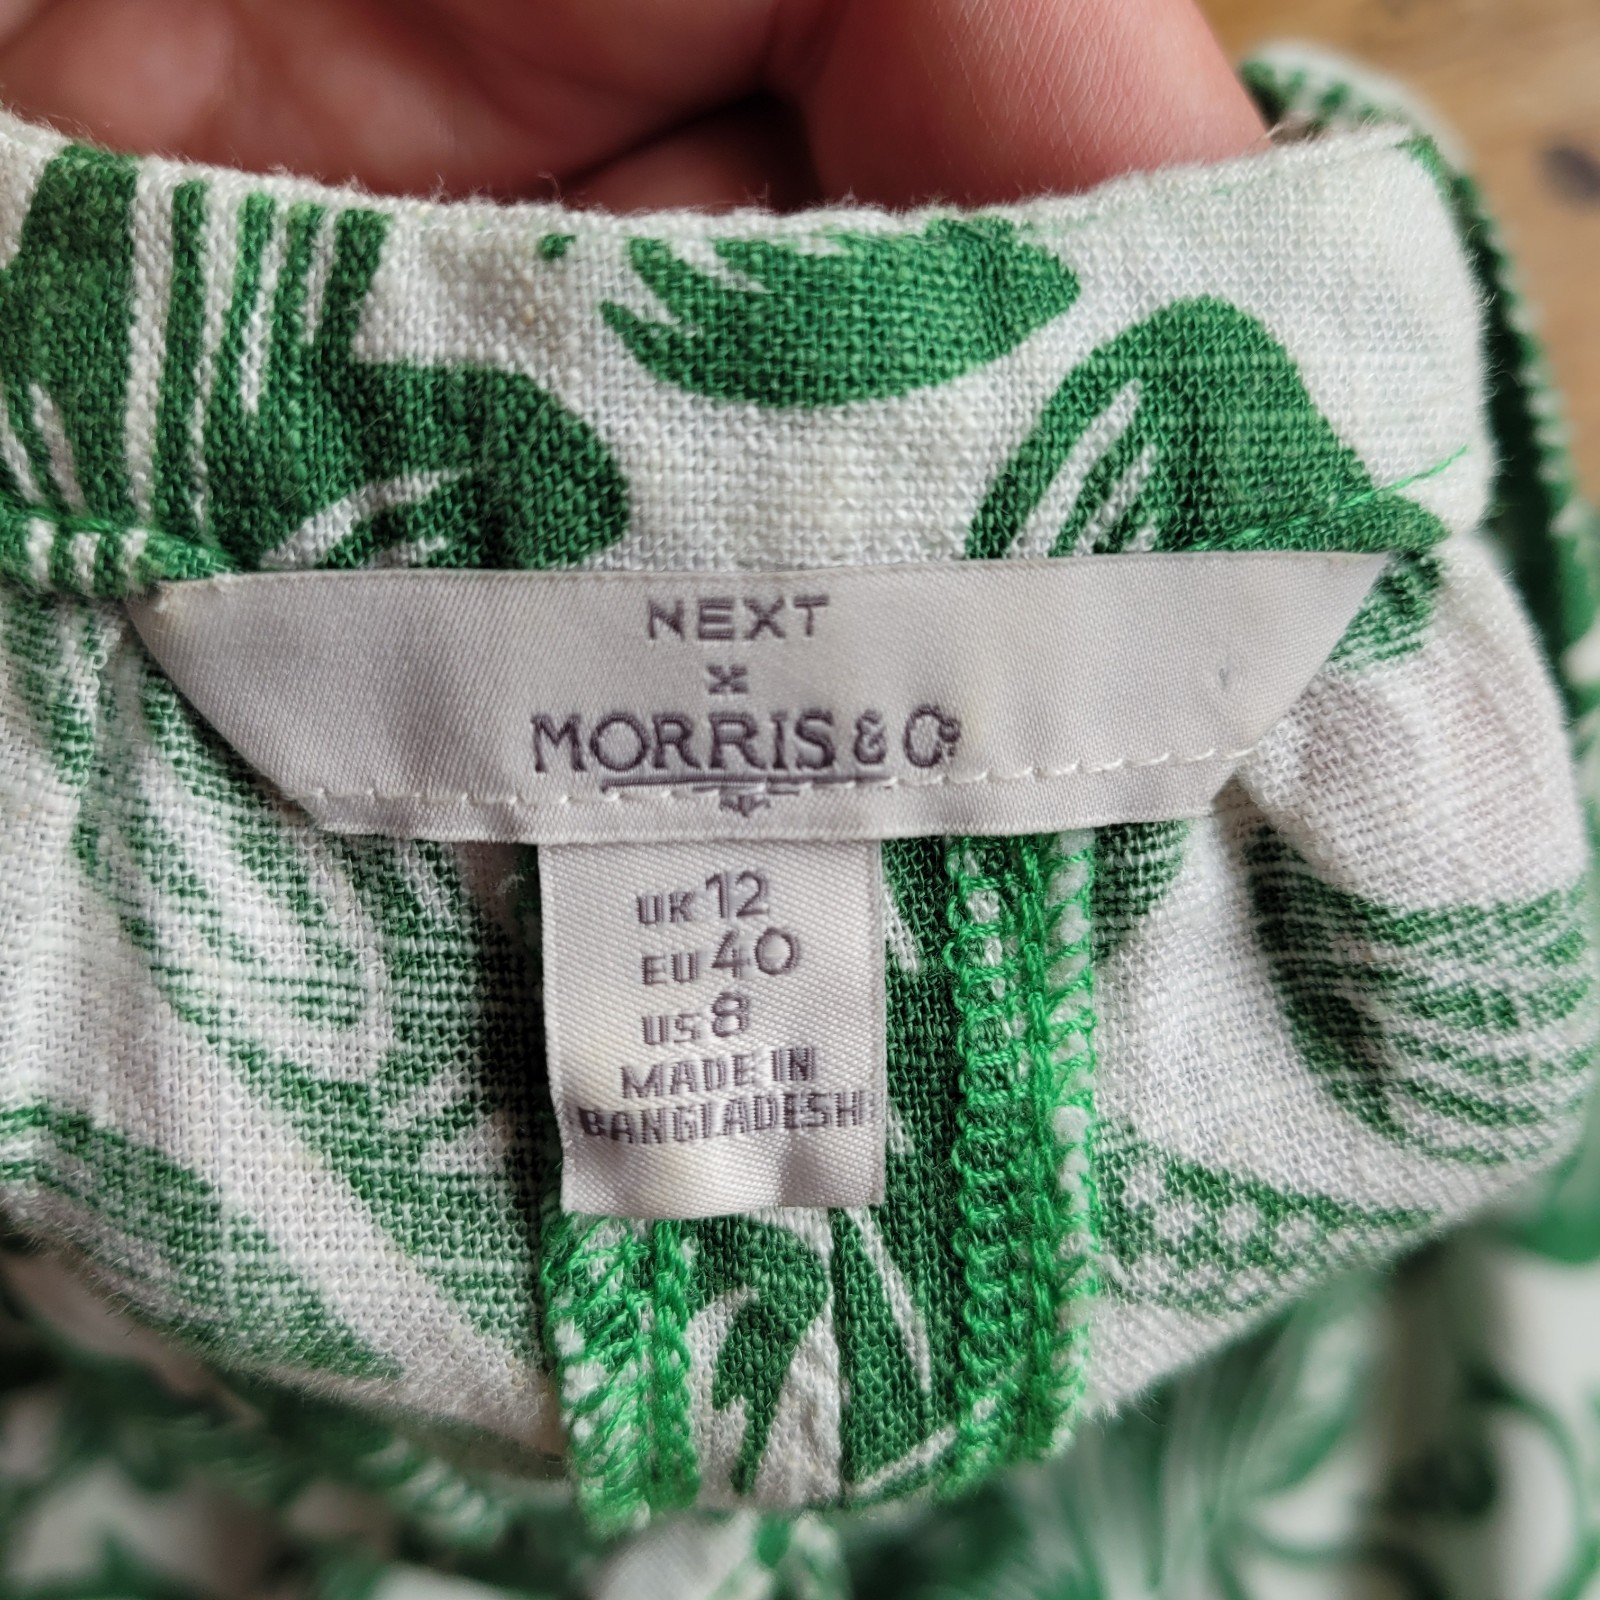 NEXT
x
MORRIS & Co.
UK 12
EU 40
US 8
MADE IN
BANGLADESH